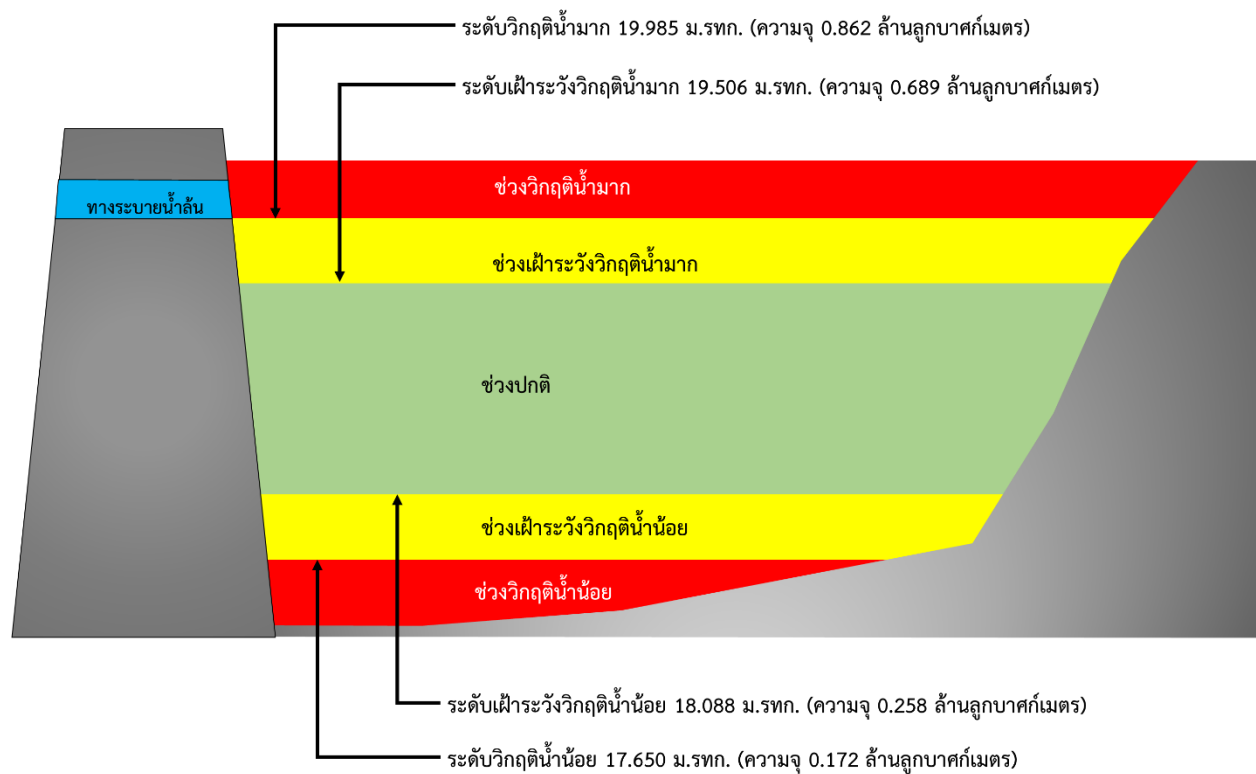 ระดับวิกฤติน้ำมาก 19.985 ม.รทก. (ความจุ 0.862 ล้านลูกบาศก์เมตร)
ระดับเฝ้าระวังวิกฤติน้ำมาก 19.506 ม.รทก. (ความจุ 0.689 ล้านลูกบาศก์เมตร)
ช่วงวิกฤติน้ำมาก
ทางระบายน้ำล้น
ช่วงเฝ้าระวังวิกฤติน้ำมาก
ช่วงปกติ
ช่วงเฝ้าระวังวิกฤติน้ำน้อย
ช่วงวิกฤติน้ำน้อย
ระดับเฝ้าระวังวิกฤติน้ำน้อย 18.088 ม.รทก. (ความจุ 0.258 ล้านลูกบาศก์เมตร)
ระดับวิกฤติน้ำน้อย 17.650 ม.รทก. (ความจุ 0.172 ล้านลูกบาศก์เมตร)